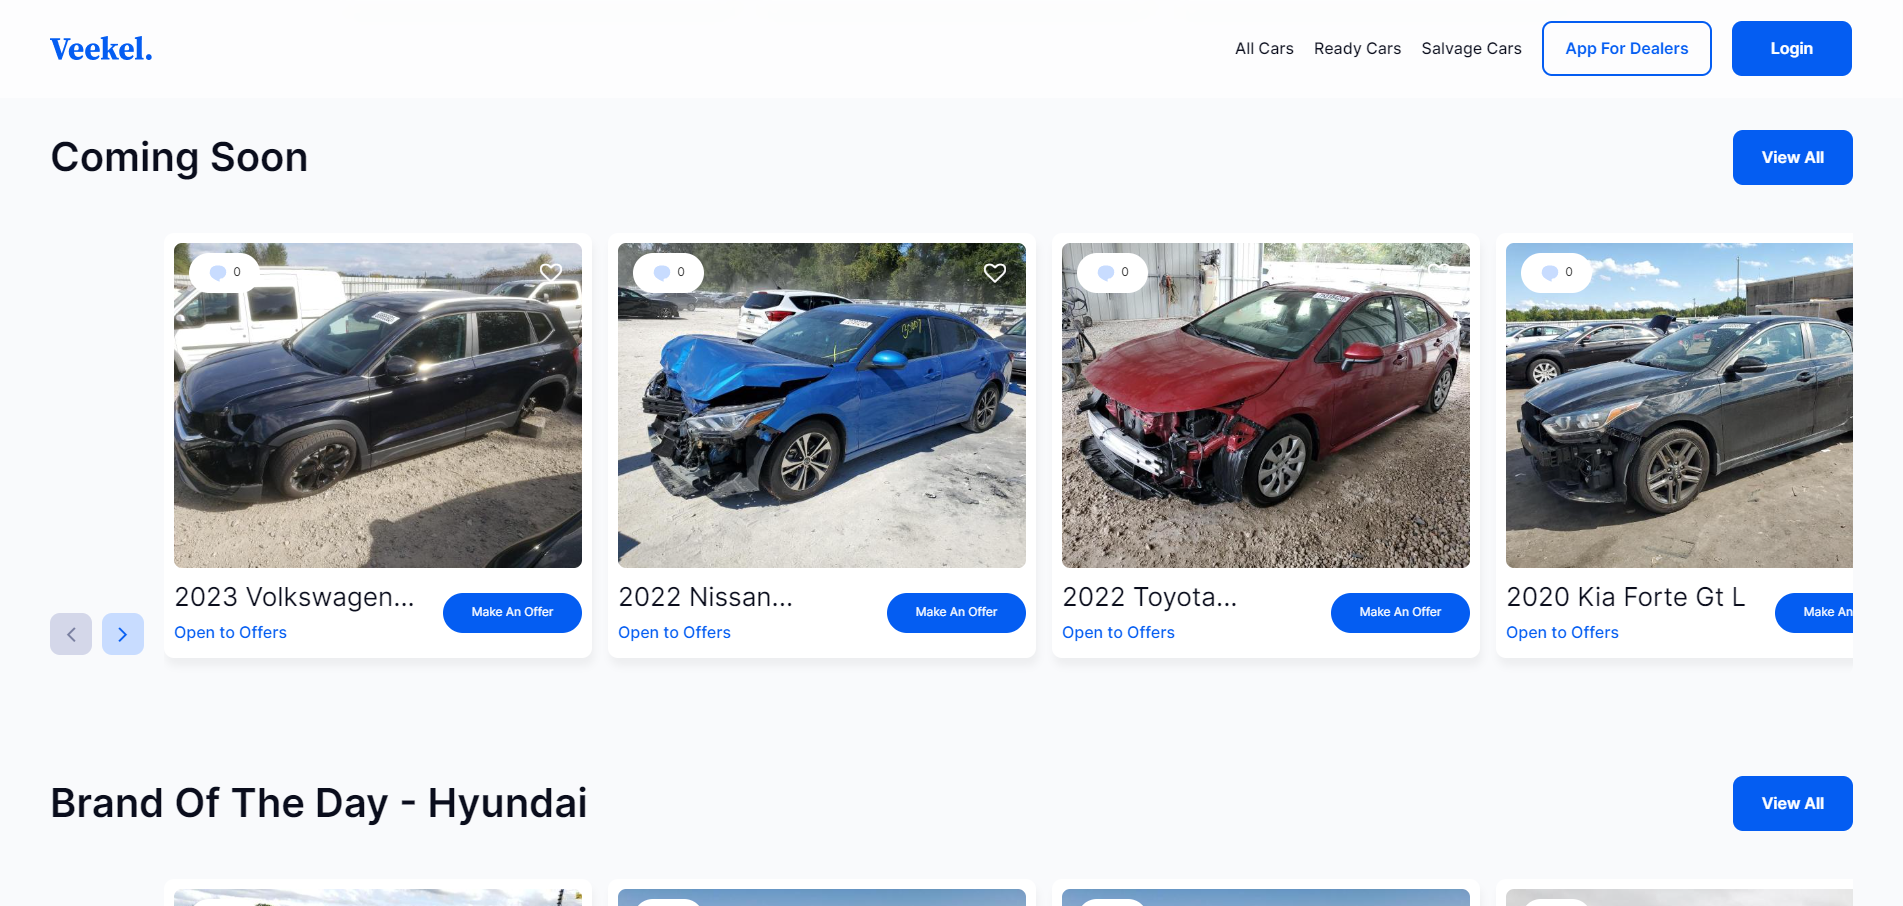 Veekel.
All Cars
Ready Cars
Salvage Cars
App For Dealers
Login
Coming Soon
View All
0
0
0
0
2023 Volkswagen...
Open to Offers
Make An Offer
2022 Nissan...
Open to Offers
Make An Offer
2022 Toyota...
Open to Offers
Make An Offer
2020 Kia Forte Gt L
Open to Offers
Make An
Brand Of The Day - Hyundai
View All